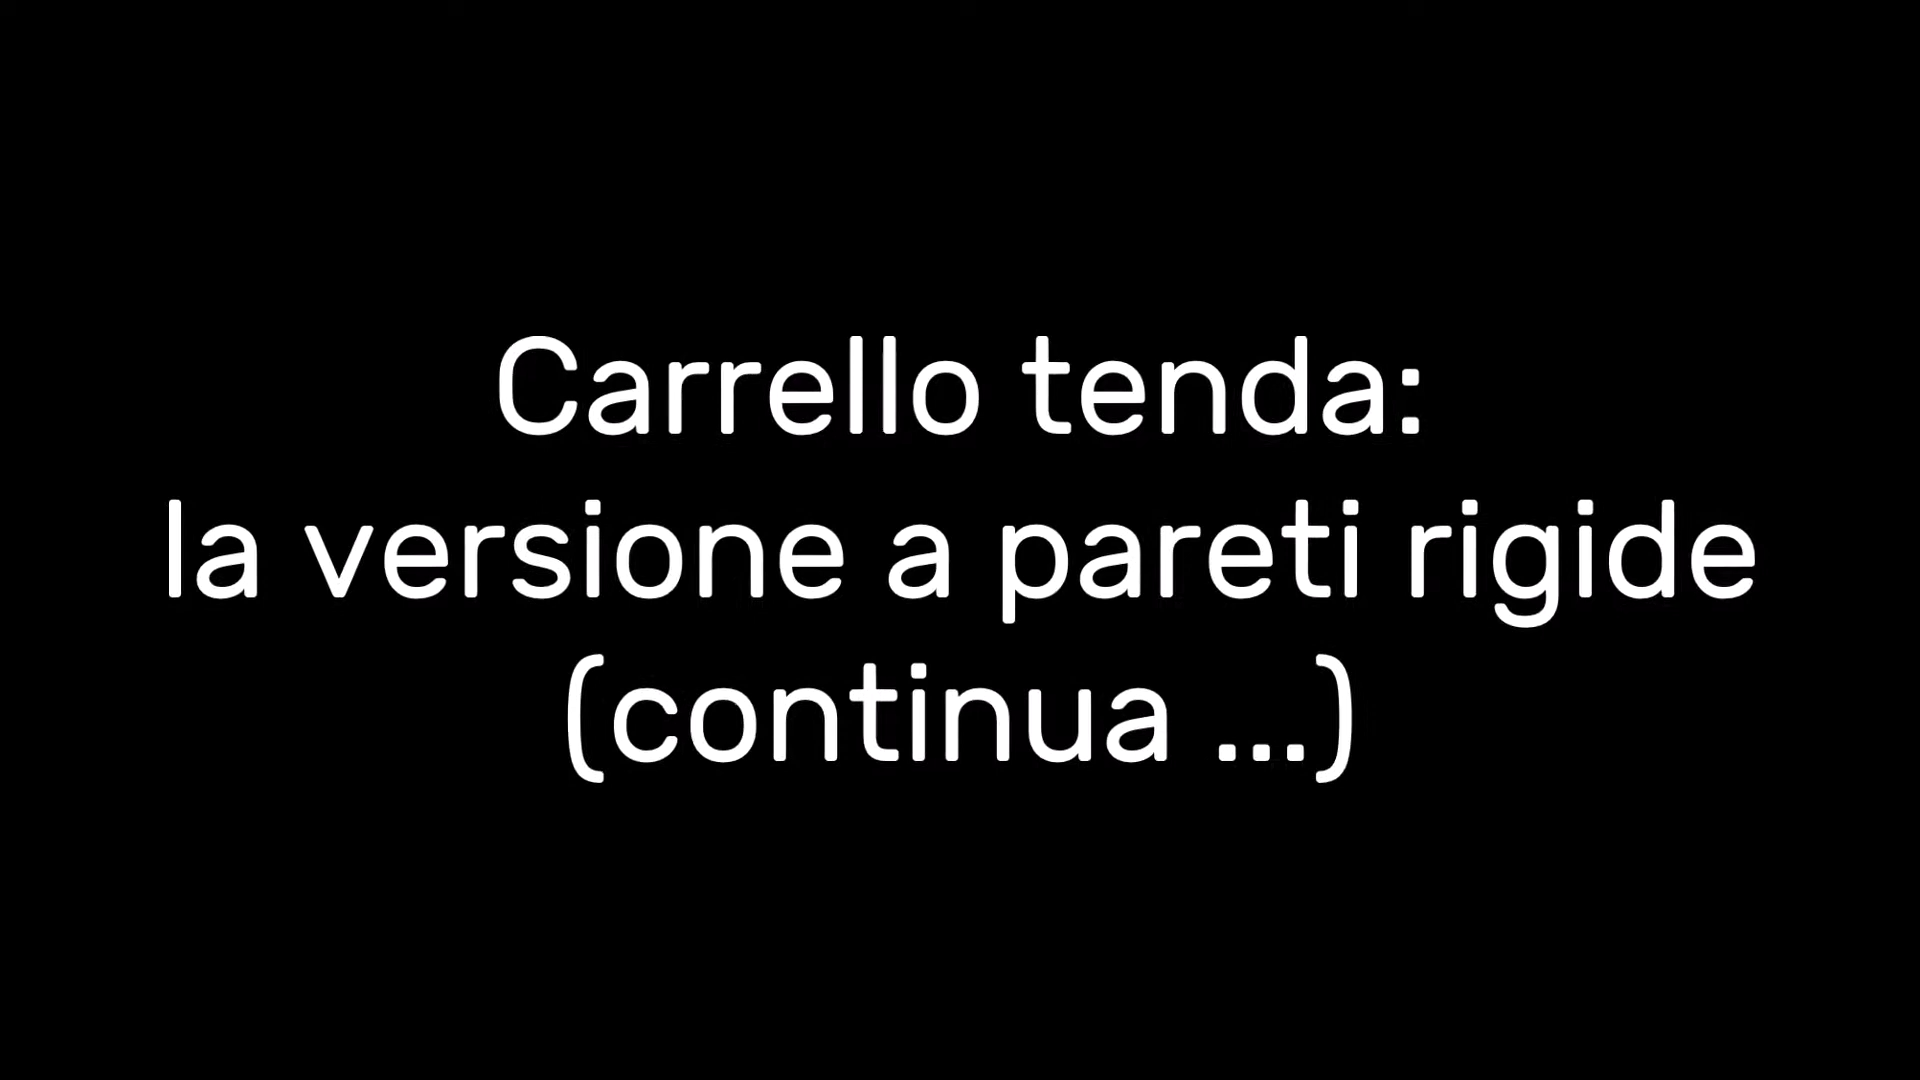 Carrello tenda:
la versione a pareti rigide
(continua ...)